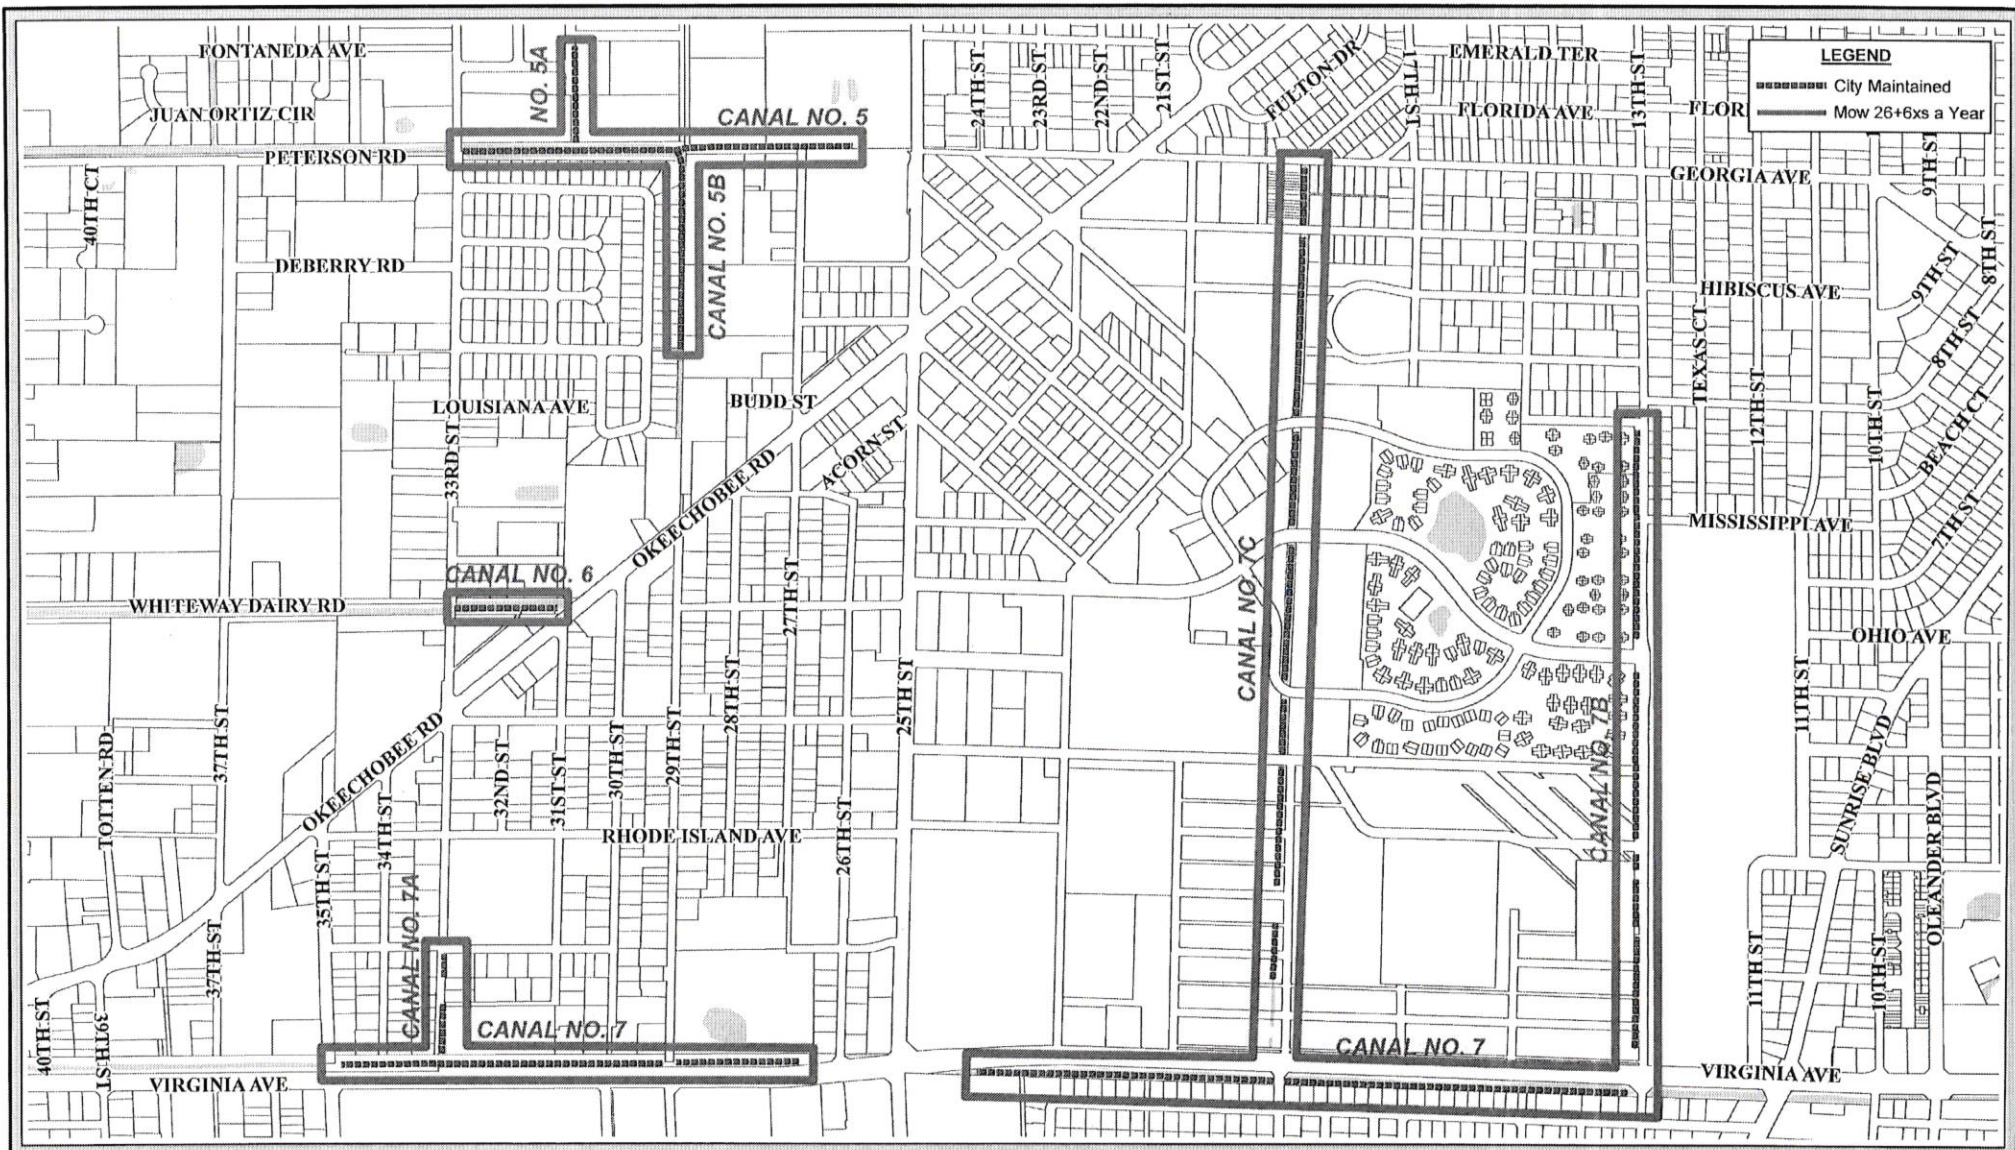 FONTANEDA AVE
NO. 5A
24TH ST
23RD ST
22ND ST
21ST ST
FULTON DR
17TH ST
EMERALD TER
13TH ST
LEGEND
City Maintained
Mow 26+6xs a Year
JUAN ORTIZ CIR
CANAL NO. 5
FLORIDA AVE
FLORI
PETERSON RD
9TH ST
40TH CT
CANAL NO. 5B
GEORGIA AVE
8TH ST
DEBERRY RD
HIBISCUS AVE
9TH ST
8TH ST
TEXAS CT
12TH ST
10TH ST
BEACH CT
7TH ST
LOUISIANA AVE
BUDD ST
33RD ST
ACORN ST
OKEECHOBEE RD
MISSISSIPPI AVE
CANAL NO. 6
27TH ST
CANAL NO. 7C
WHITEWAY DAIRY RD
OHIO AVE
28TH ST
25TH ST
CANAL NO. 7B
11TH ST
SUNRISE BLVD
TOTTEN RD
37TH ST
OKEECHOBEE RD
32ND ST
31ST ST
30TH ST
29TH ST
34TH ST
RHODE ISLAND AVE
26TH ST
OLEANDER BLVD
35TH ST
CANAL NO. 7A
37TH ST
11TH ST
10TH ST
40TH ST
39TH ST
CANAL NO. 7
CANAL NO. 7
VIRGINIA AVE
VIRGINIA AVE